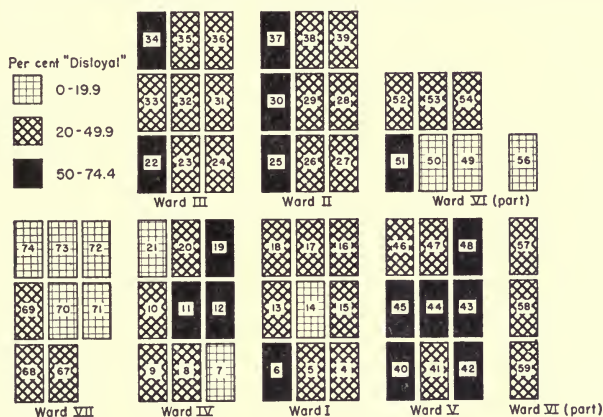 34 35 36 37 38 39
Per cent "Disloyal"
0-19.9
20-49.9
50-74.4
33 32 31 30 29 28 52 53 54
22 23 24 25 26 27 51 50 49 56
Ward III Ward II Ward VI (part)
74 73 72 21 20 19 18 17 16 46 47 48 57
69 70 71 10 11 12 13 14 15 45 44 43 58
68 67 9 8 7 6 5 4 40 41 42 59
Ward VII Ward IV Ward I Ward V Ward VI (part)